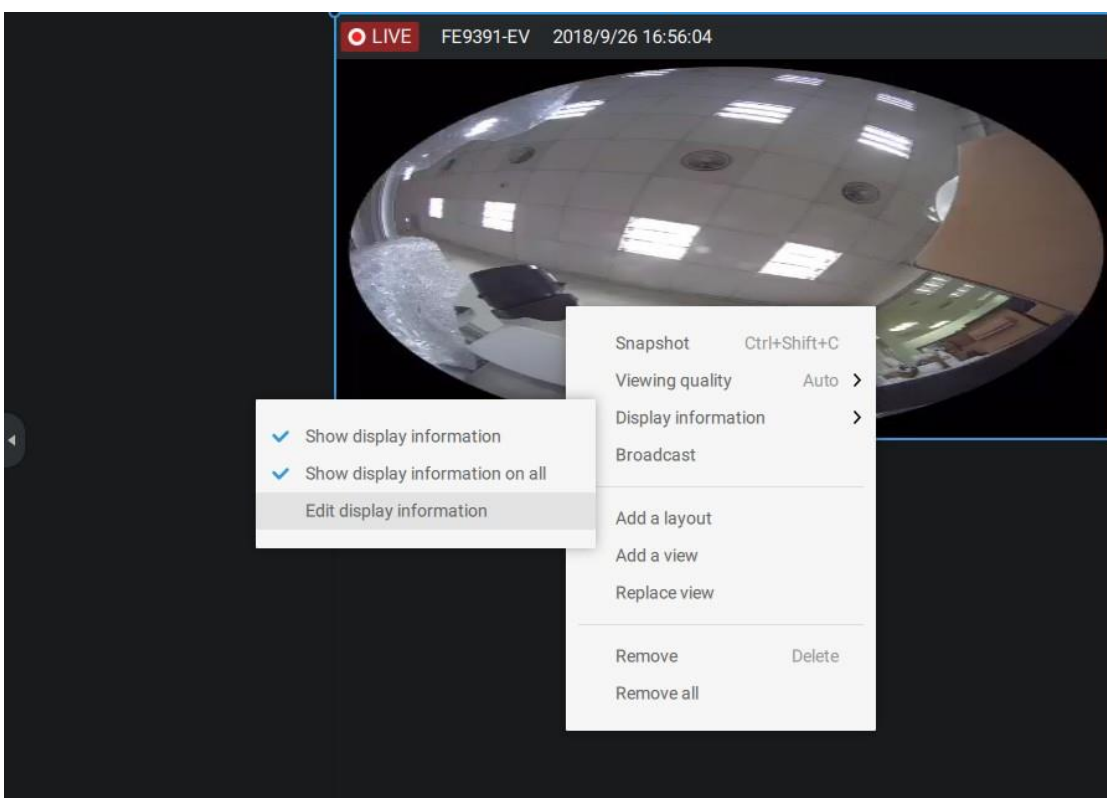 LIVE FE9391-EV 2018/9/26 16:56:04
Snapshot Ctrl+Shift+C
Viewing quality Auto
Display information
Broadcast
Add a layout
Add a view
Replace view
Remove Delete
Remove all
Show display information
Show display information on all
Edit display information